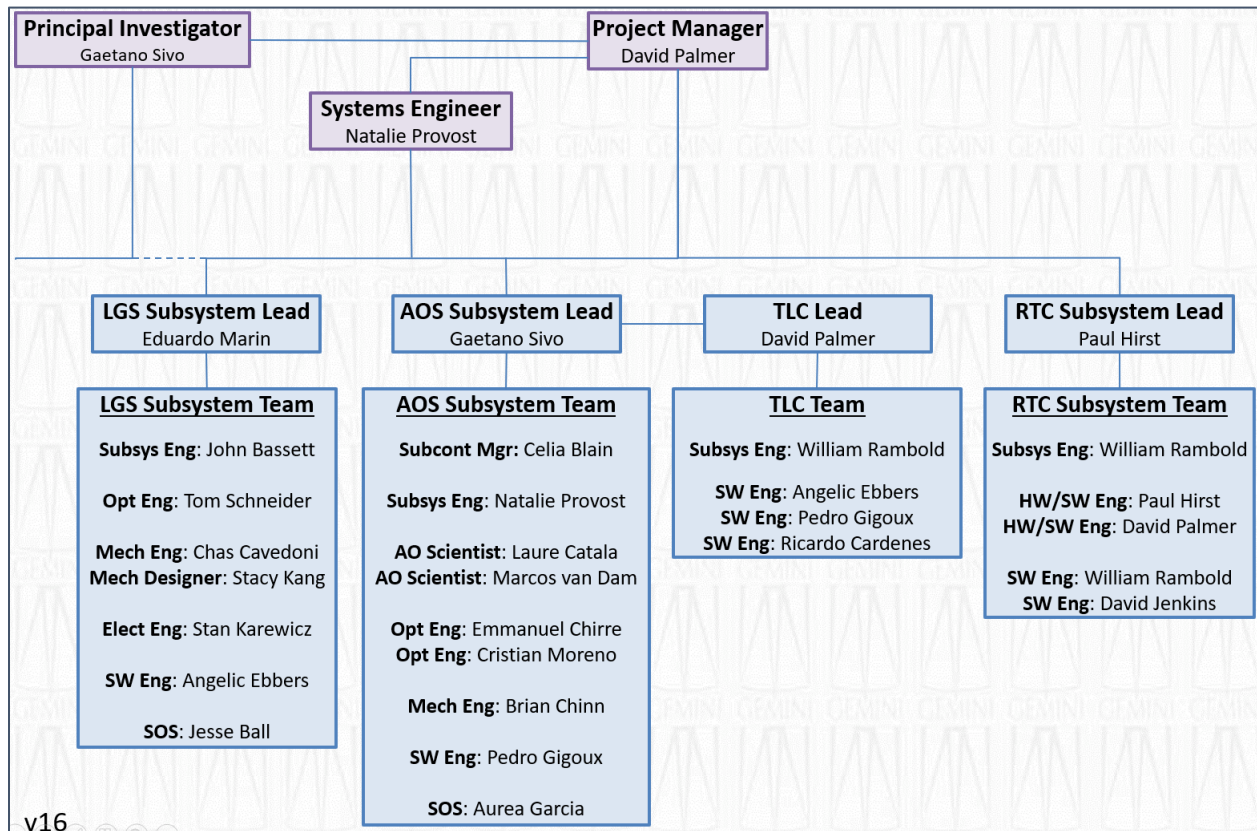 Principal Investigator
Gaetano Sivo
Project Manager
David Palmer
Systems Engineer
Natalie Provost
LGS Subsystem Lead
Eduardo Marin
AOS Subsystem Lead
Gaetano Sivo
TLC Lead
David Palmer
RTC Subsystem Lead
Paul Hirst
LGS Subsystem Team
Subsys Eng: John Bassett
Opt Eng: Tom Schneider
Mech Eng: Chas Cavedoni
Mech Designer: Stacy Kang
Elect Eng: Stan Karewicz
SW Eng: Angelic Ebbers
SOS: Jesse Ball
AOS Subsystem Team
Subcont Mgr: Celia Blain
Subsys Eng: Natalie Provost
AO Scientist: Laure Catala
AO Scientist: Marcos van Dam
Opt Eng: Emmanuel Chirre
Opt Eng: Cristian Moreno
Mech Eng: Brian Chinn
SW Eng: Pedro Gigoux
SOS: Aurea Garcia
TLC Team
Subsys Eng: William Rambold
SW Eng: Angelic Ebbers
SW Eng: Pedro Gigoux
SW Eng: Ricardo Cardenes
RTC Subsystem Team
Subsys Eng: William Rambold
HW/SW Eng: Paul Hirst
HW/SW Eng: David Palmer
SW Eng: William Rambold
SW Eng: David Jenkins
v16
GEMINI